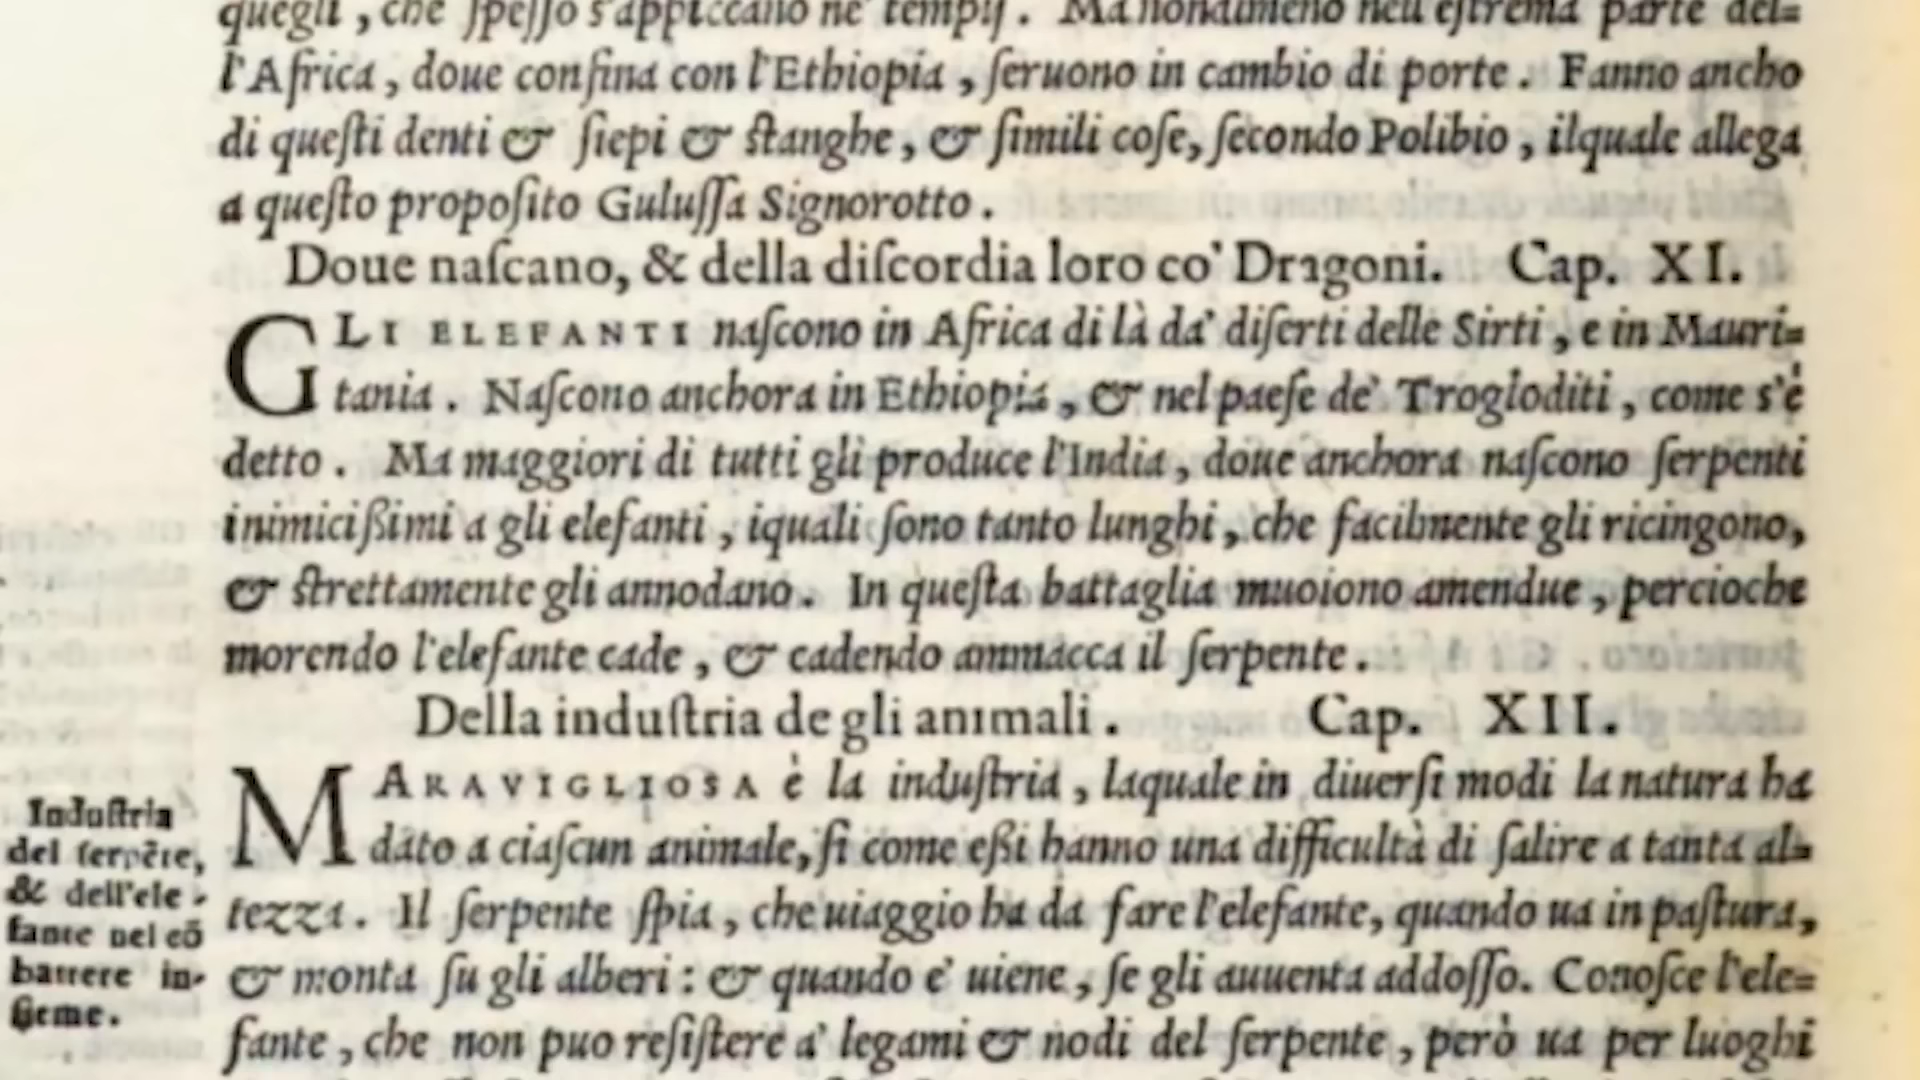 quegli, che ſpeſſo s'appiccano ne' tempij. Ma nondimeno nell'eſtrema parte del=
l'Africa, doue confina con l'Ethiopia, ſeruono in cambio di porte. Fanno ancho
di queſti denti & ſiepi & ſtanghe, & ſimili coſe, ſecondo Polibio, ilquale allega
a queſto propoſito Guluſſa Signorotto.
Doue naſcano, & della diſcordia loro co' Dragoni. Cap. XI.
GLI ELEFANTI naſcono in Africa di là da' diſerti delle Sirti, e in Mauri=
tania. Naſcono anchora in Ethiopia, & nel paeſe de' Trogloditi, come s'è
detto. Ma maggiori di tutti gli produce l'India, doue anchora naſcono ſerpenti
inimicißimi a gli elefanti, iquali ſono tanto lunghi, che facilmente gli ricingono,
& ſtrettamente gli annodano. In queſta battaglia muoiono amendue, percioche
morendo l'elefante cade, & cadendo ammacca il ſerpente.
Della induſtria de gli animali. Cap. XII.
MARAVIGLIOSA è la induſtria, laquale in diuerſi modi la natura ha
dato a ciaſcun animale, ſi come eßi hanno una difficultà di ſalire a tanta al=
tezza. Il ſerpente ſpia, che uiaggio ha da fare l'elefante, quando ua in paſtura,
& monta ſu gli alberi: & quando e' uiene, ſe gli auuenta addoſſo. Conoſce l'ele=
fante, che non puo reſiſtere a' legami & nodi del ſerpente, però ua per luoghi
Induſtria
del ſerpẽte,
& dell'ele-
fante nel cõ
battere in-
ſieme.